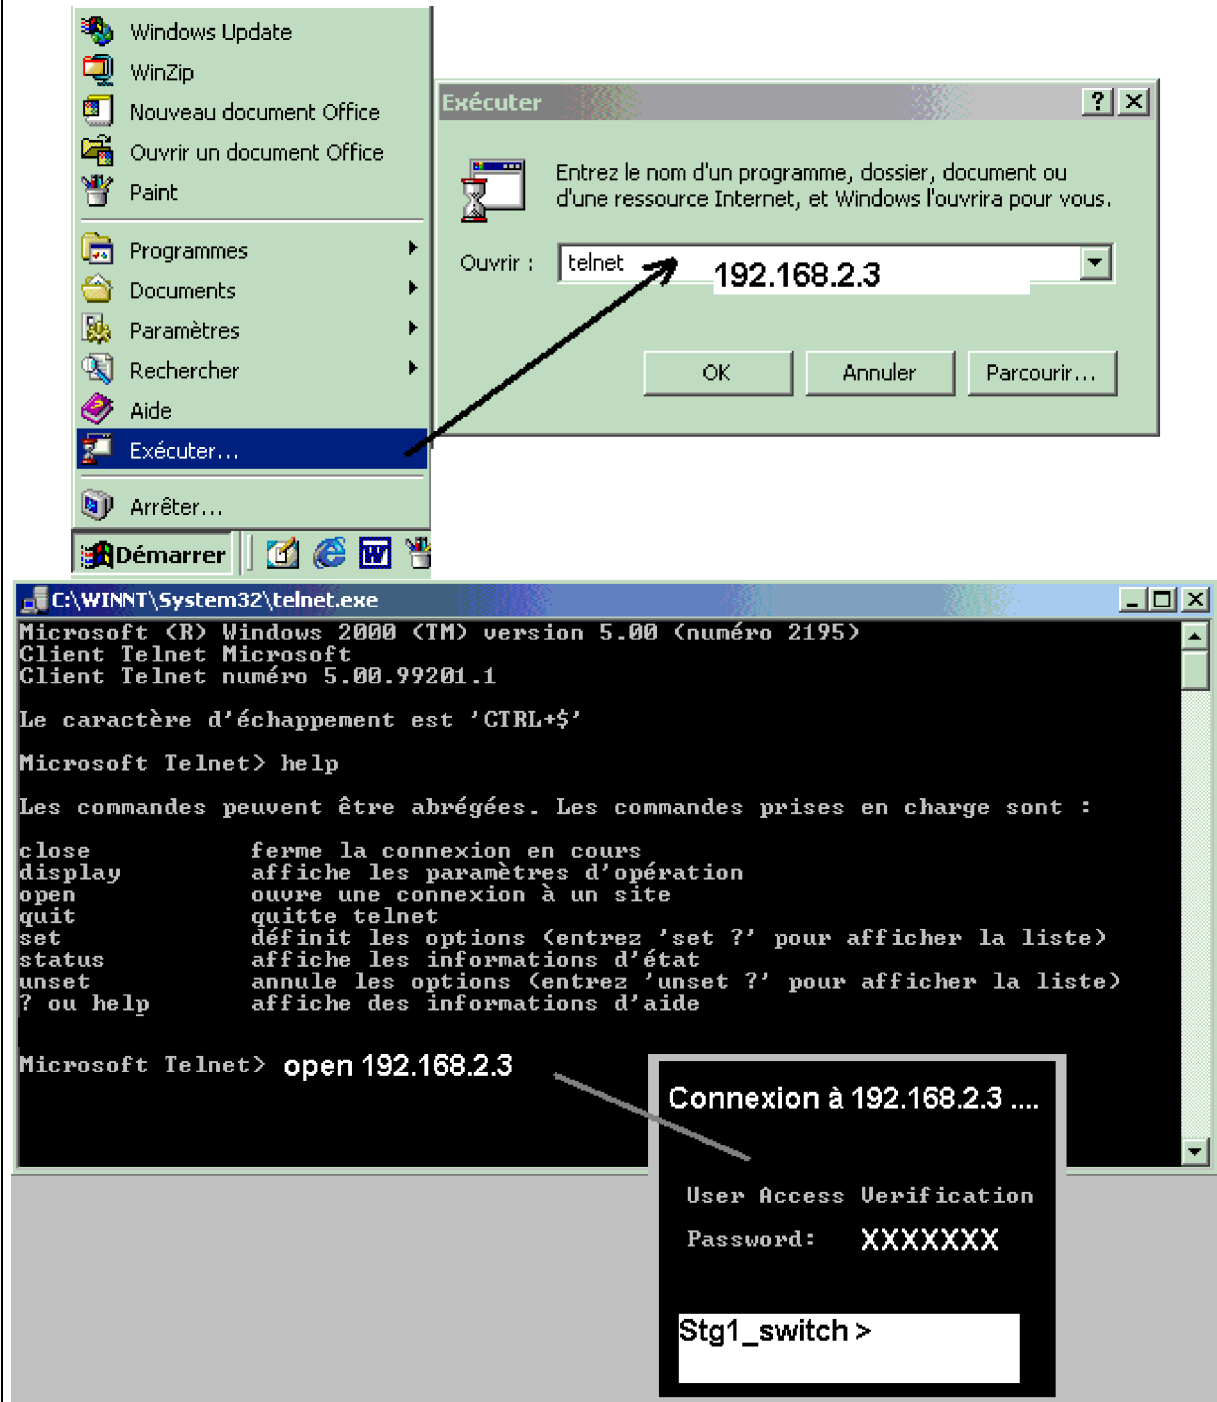 Windows Update
WinZip
Nouveau document Office
Ouvrir un document Office
Paint
Programmes
Documents
Paramètres
Rechercher
Aide
Exécuter...
Arrêter...
Démarrer
Exécuter
Entrez le nom d'un programme, dossier, document ou
d'une ressource Internet, et Windows l'ouvrira pour vous.
Ouvrir : telnet 192.168.2.3
OK Annuler Parcourir...
C:\WINNT\System32\telnet.exe
Microsoft (R) Windows 2000 (TM) version 5.00 (numéro 2195)
Client Telnet Microsoft
Client Telnet numéro 5.00.99201.1
Le caractère d'échappement est 'CTRL+$'
Microsoft Telnet> help
Les commandes peuvent être abrégées. Les commandes prises en charge sont :
close ferme la connexion en cours
display affiche les paramètres d'opération
open ouvre une connexion à un site
quit quitte telnet
set définit les options (entrez 'set ?' pour afficher la liste)
status affiche les informations d'état
unset annule les options (entrez 'unset ?' pour afficher la liste)
? ou help affiche des informations d'aide
Microsoft Telnet> open 192.168.2.3
Connexion à 192.168.2.3 ....
User Access Verification
Password: XXXXXXX
Stg1_switch >